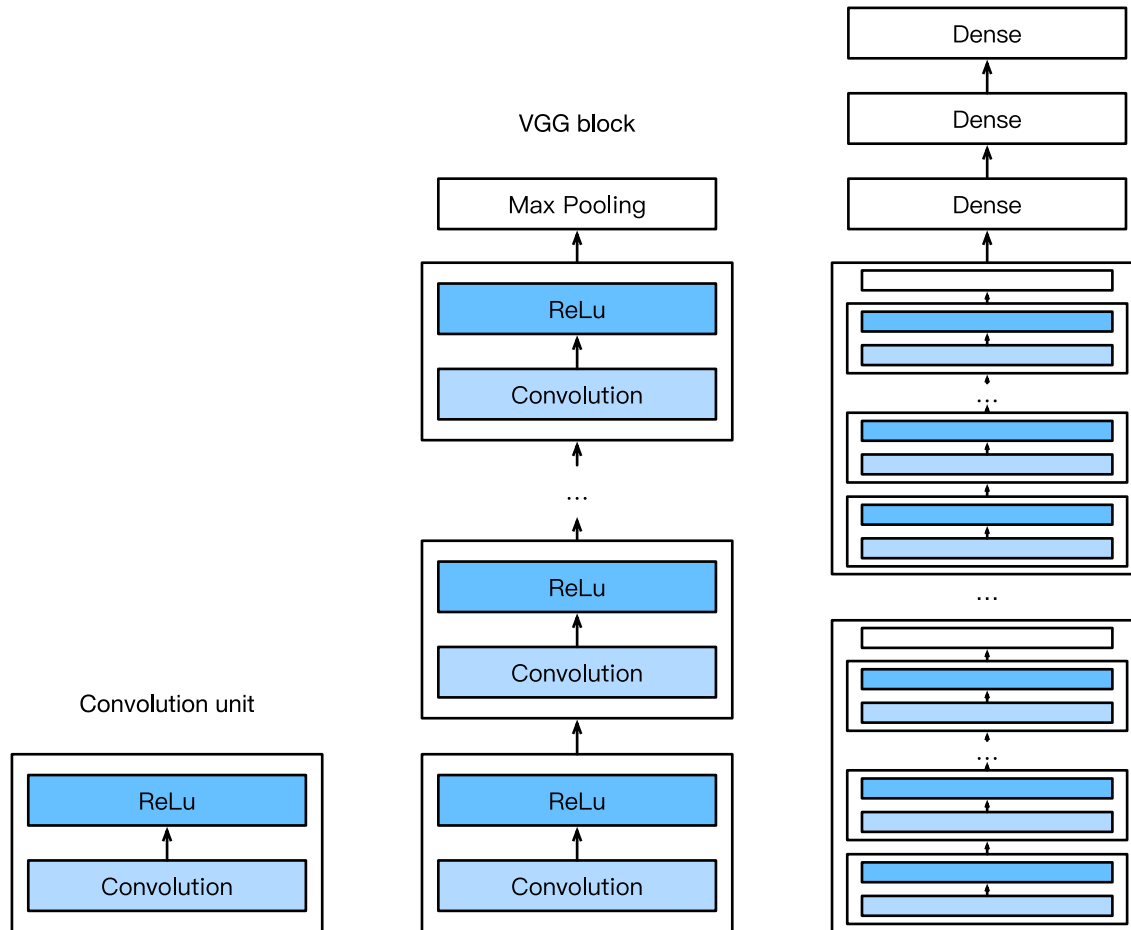 Convolution unit
ReLu
Convolution
VGG block
Max Pooling
ReLu
Convolution
...
ReLu
Convolution
ReLu
Convolution
Dense
Dense
Dense
...
...
...